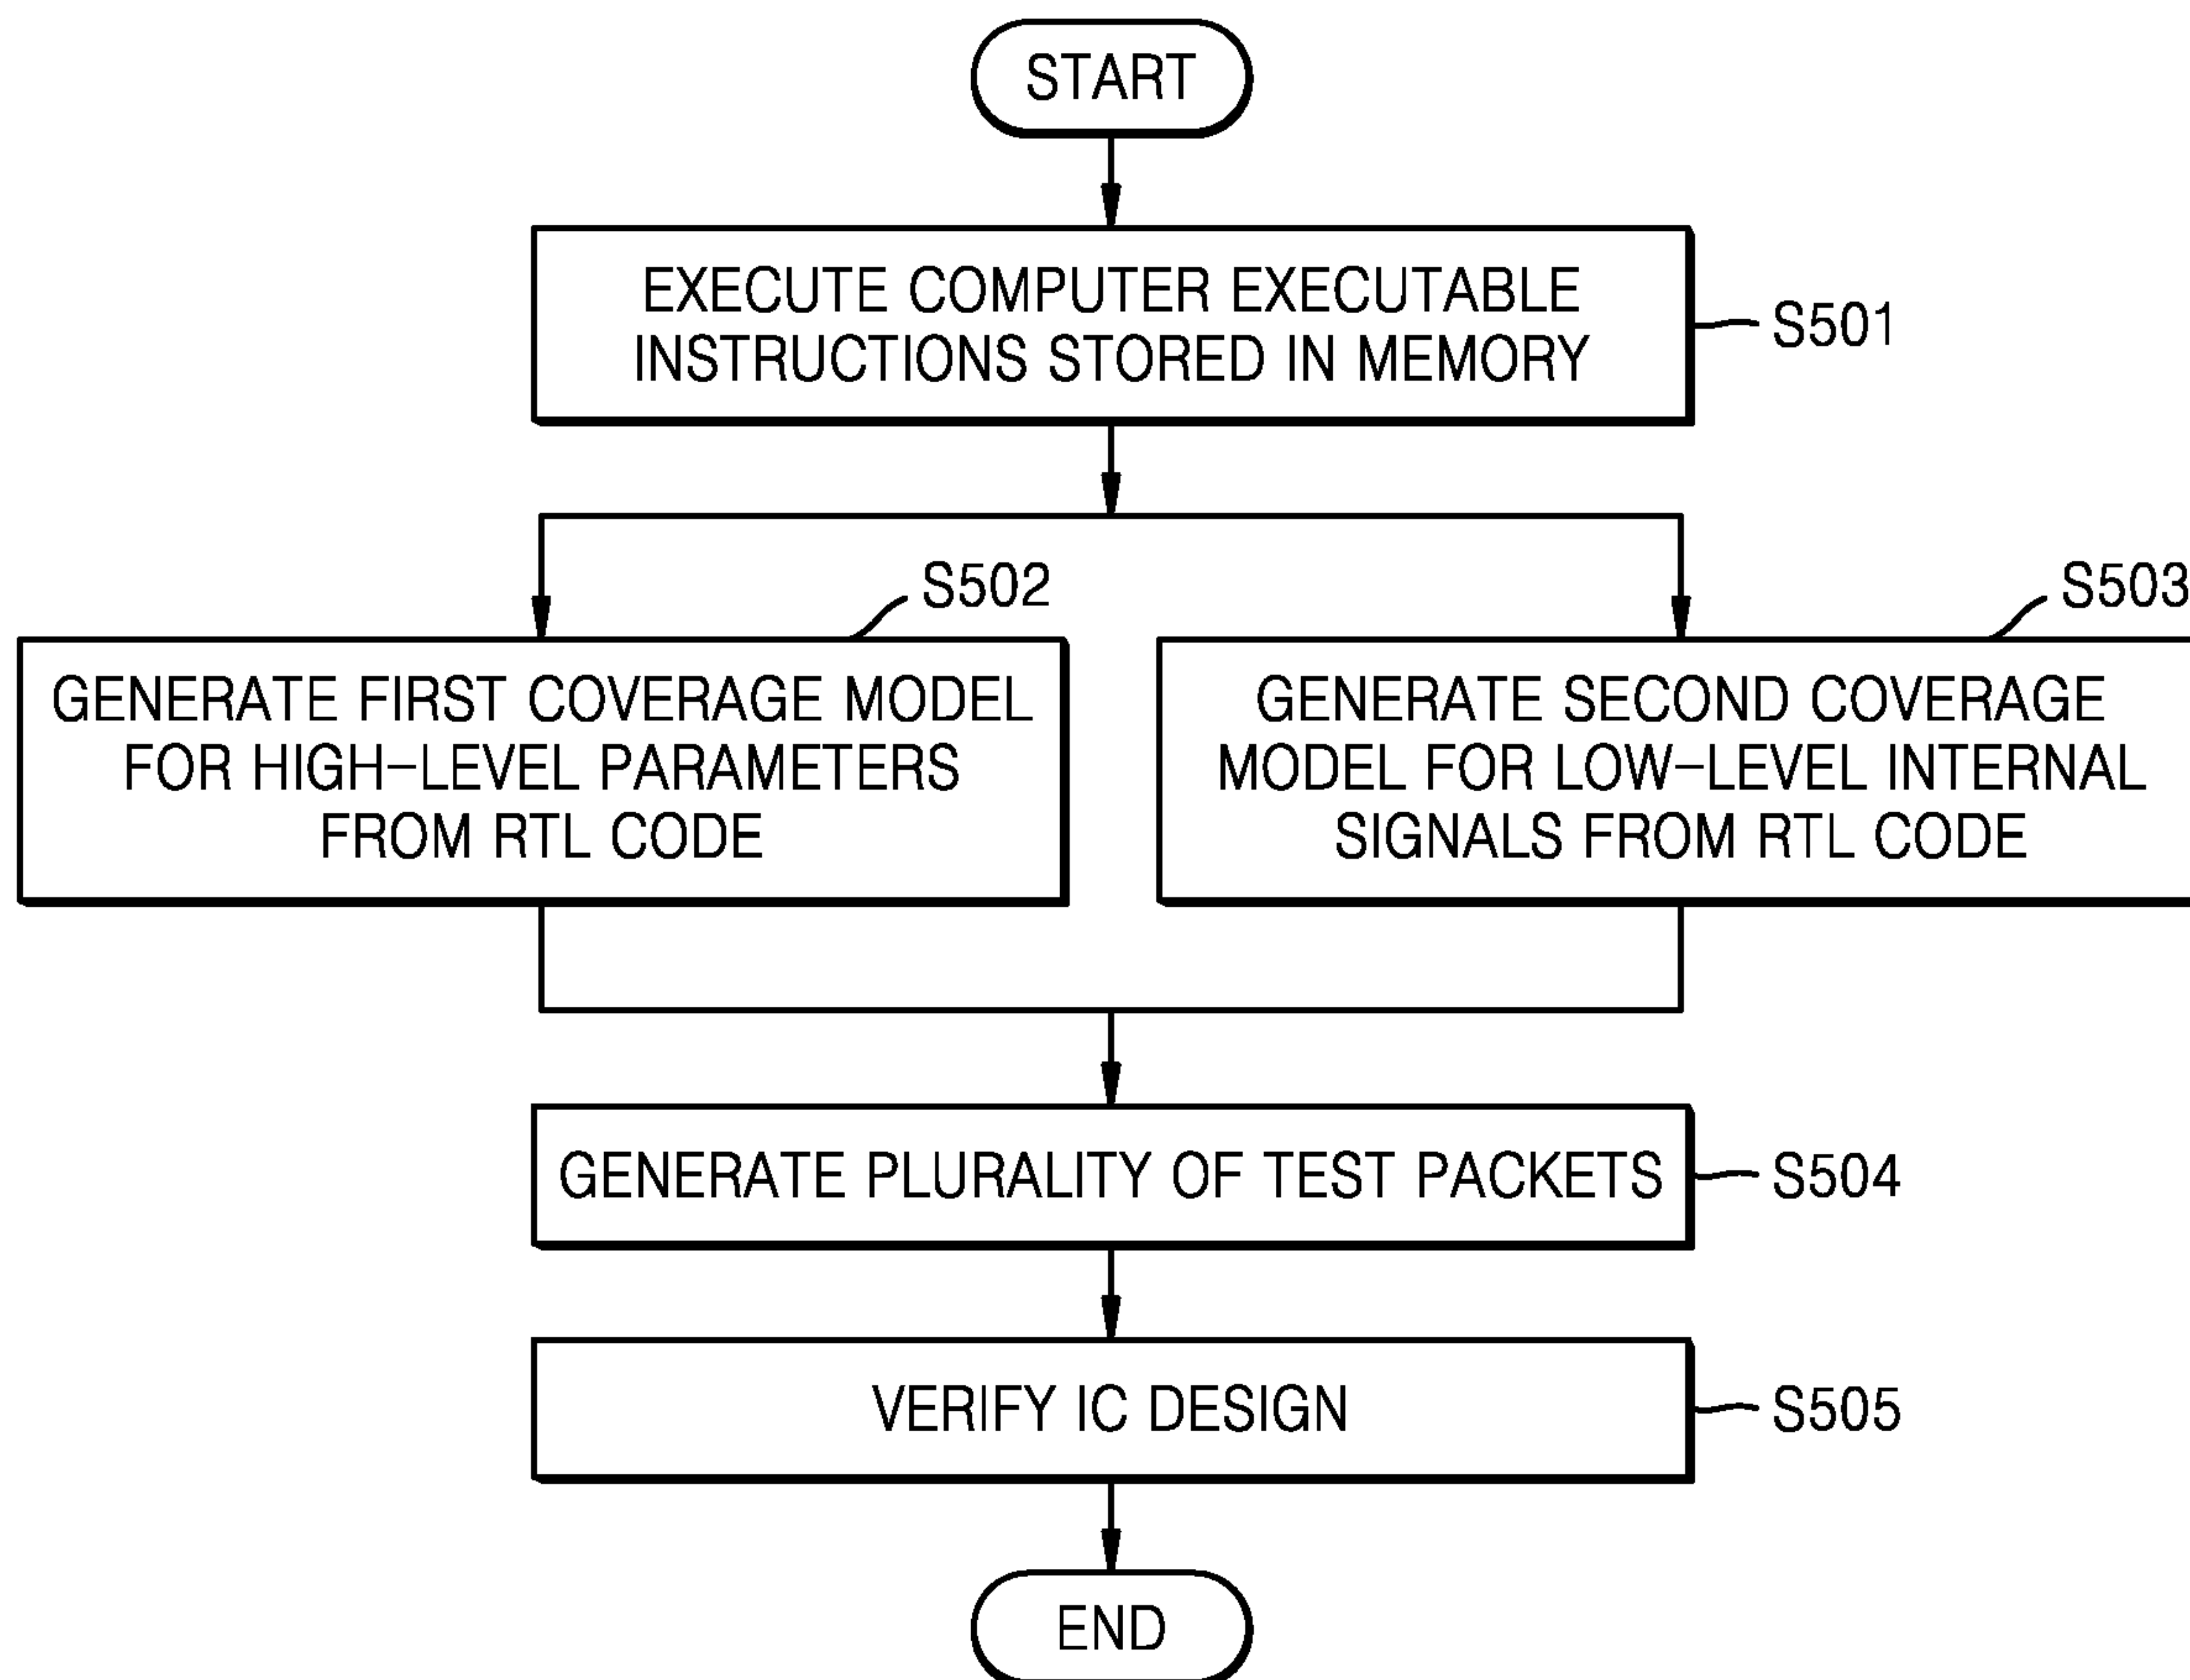 START
EXECUTE COMPUTER EXECUTABLE
INSTRUCTIONS STORED IN MEMORY
S501
S502
GENERATE FIRST COVERAGE MODEL
FOR HIGH-LEVEL PARAMETERS
FROM RTL CODE
S503
GENERATE SECOND COVERAGE
MODEL FOR LOW-LEVEL INTERNAL
SIGNALS FROM RTL CODE
GENERATE PLURALITY OF TEST PACKETS
S504
VERIFY IC DESIGN
S505
END